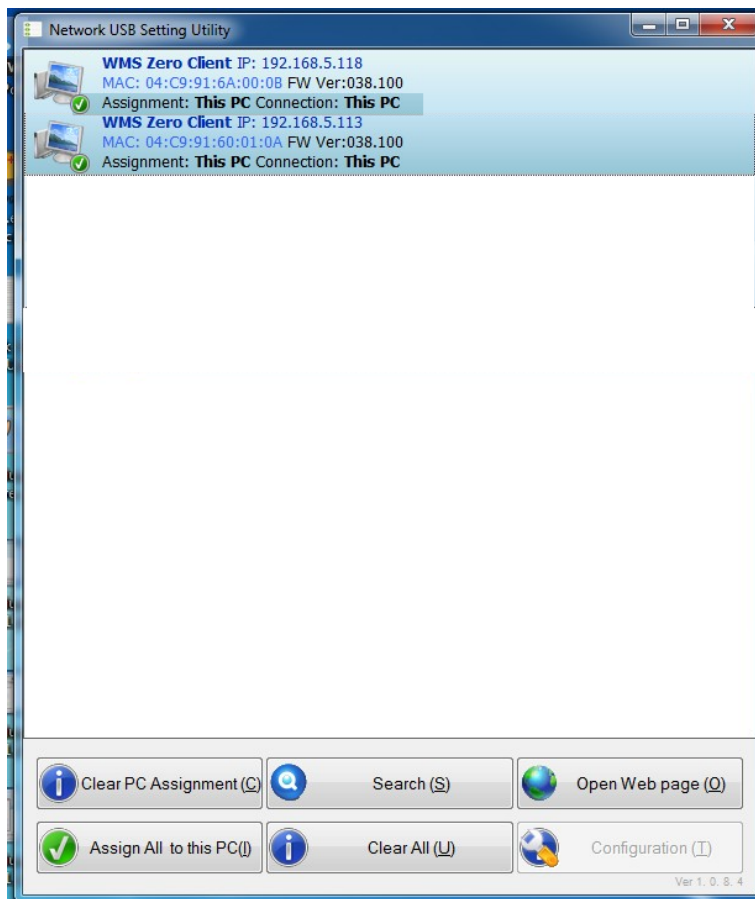 Network USB Setting Utility
WMS Zero Client IP: 192.168.5.118
MAC: 04:C9:91:6A:00:0B FW Ver:038.100
Assignment: This PC Connection: This PC
WMS Zero Client IP: 192.168.5.113
MAC: 04:C9:91:60:01:0A FW Ver:038.100
Assignment: This PC Connection: This PC
Clear PC Assignment (C)
Search (S)
Open Web page (O)
Assign All to this PC(I)
Clear All (U)
Configuration (T)
Ver 1. 0. 8. 4